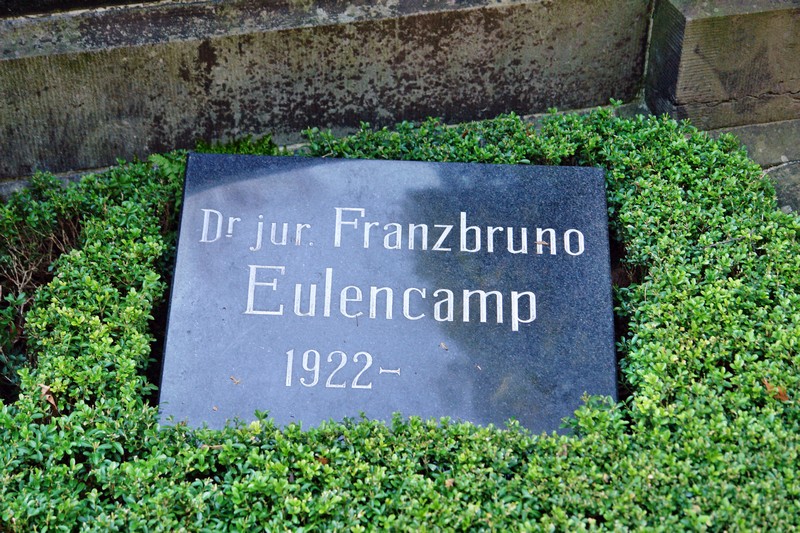 Dr jur. Franzbruno
Eulencamp
1922-